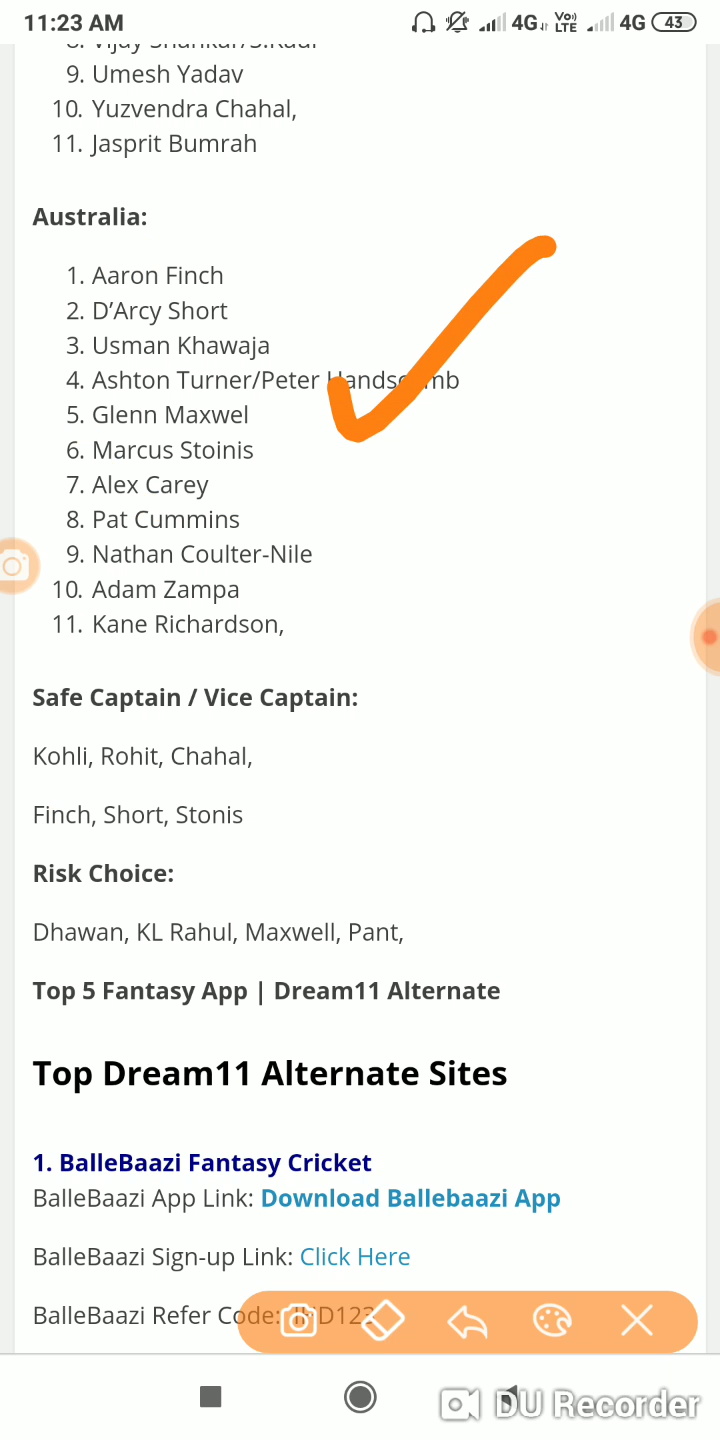 11:23 AM 4G Vo)) LTE 4G 43
9. Umesh Yadav
10. Yuzvendra Chahal,
11. Jasprit Bumrah
Australia:
1. Aaron Finch
2. D’Arcy Short
3. Usman Khawaja
4. Ashton Turner/Peter
5. Glenn Maxwel
6. Marcus Stoinis
7. Alex Carey
8. Pat Cummins
9. Nathan Coulter-Nile
10. Adam Zampa
11. Kane Richardson,
Safe Captain / Vice Captain:
Kohli, Rohit, Chahal,
Finch, Short, Stonis
Risk Choice:
Dhawan, KL Rahul, Maxwell, Pant,
Top 5 Fantasy App | Dream11 Alternate
Top Dream11 Alternate Sites
1. BalleBaazi Fantasy Cricket
BalleBaazi App Link: Download Ballebaazi App
BalleBaazi Sign-up Link: Click Here
BalleBaazi Refer Code:
DU Recorder